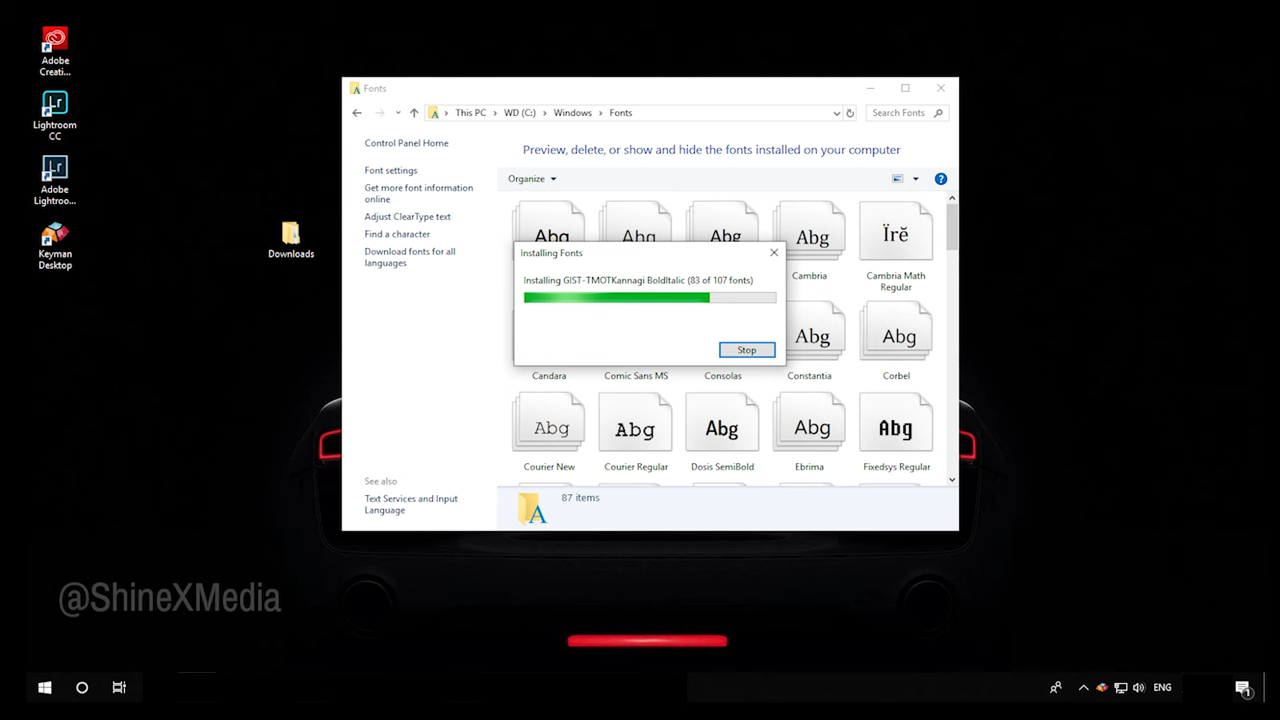 Adobe
Creati...
Lightroom
CC
Adobe
Lightroo...
Keyman
Desktop
Downloads
Fonts
This PC
WD (C:)
Windows
Fonts
Search Fonts
Control Panel Home
Font settings
Get more font information
online
Adjust ClearType text
Find a character
Download fonts for all
languages
See also
Text Services and Input
Language
Preview, delete, or show and hide the fonts installed on your computer
Organize
Abg
Abg
Abg
Abg
Ïrĕ
Cambria
Cambria Math
Regular
Installing Fonts
Installing GIST-TMOTKannagi BoldItalic (83 of 107 fonts)
Stop
Abg
Abg
Candara
Comic Sans MS
Consolas
Constantia
Corbel
Abg
Abg
Abg
Abg
Abg
Courier New
Courier Regular
Dosis SemiBold
Ebrima
Fixedsys Regular
87 items
@ShineXMedia
ENG
1